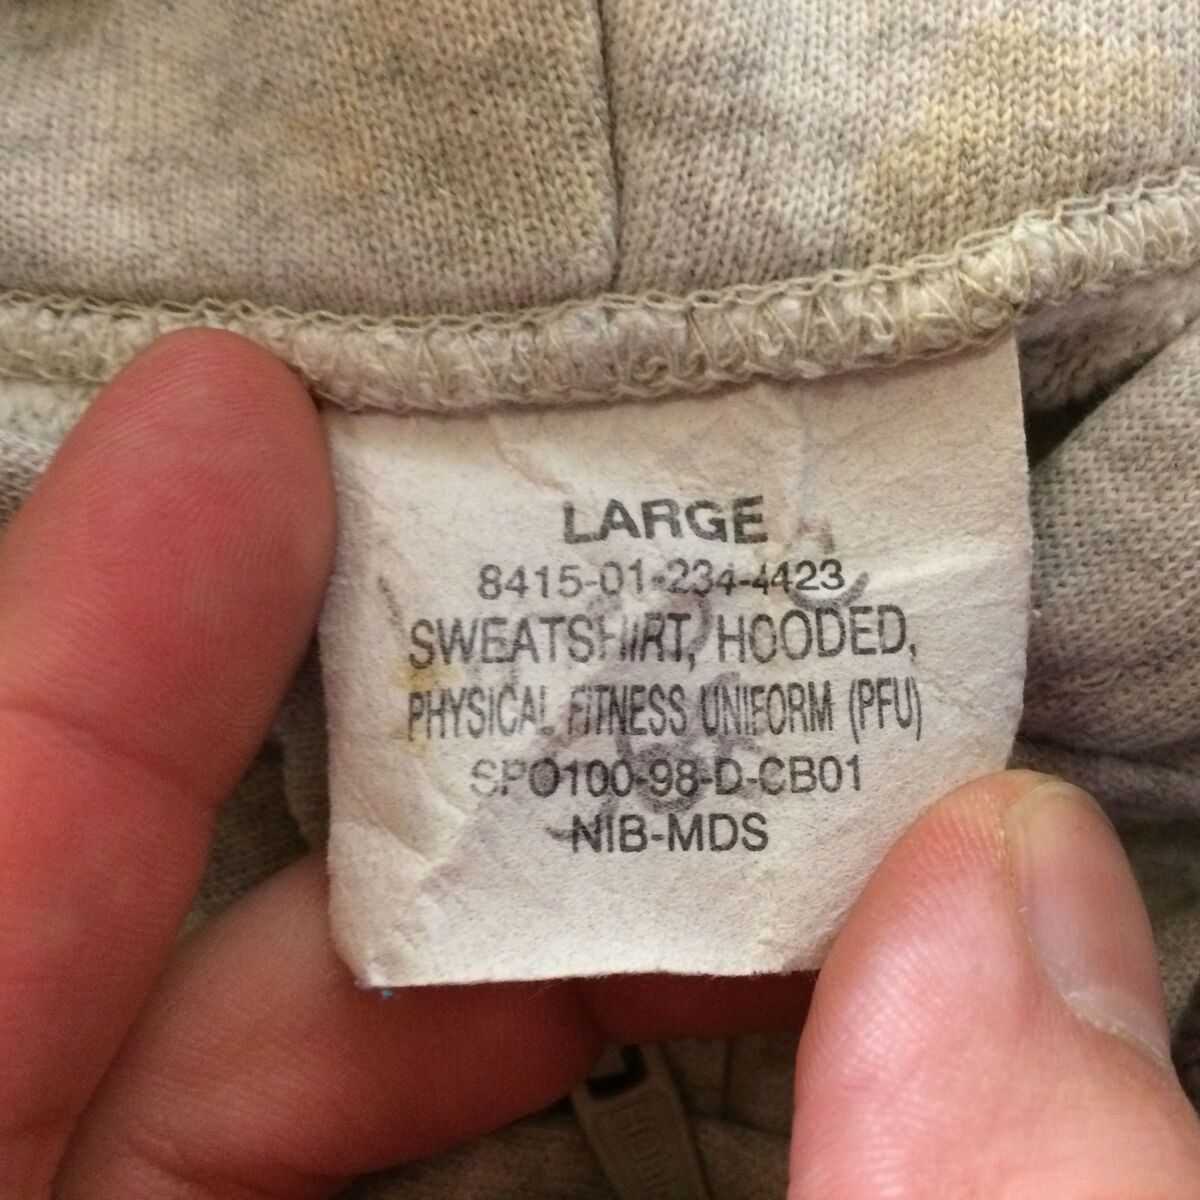 LARGE
8415-01-234-4423
SWEATSHIRT, HOODED,
PHYSICAL FITNESS UNIFORM (PFU)
SPO100-98-D-CB01
NIB-MDS